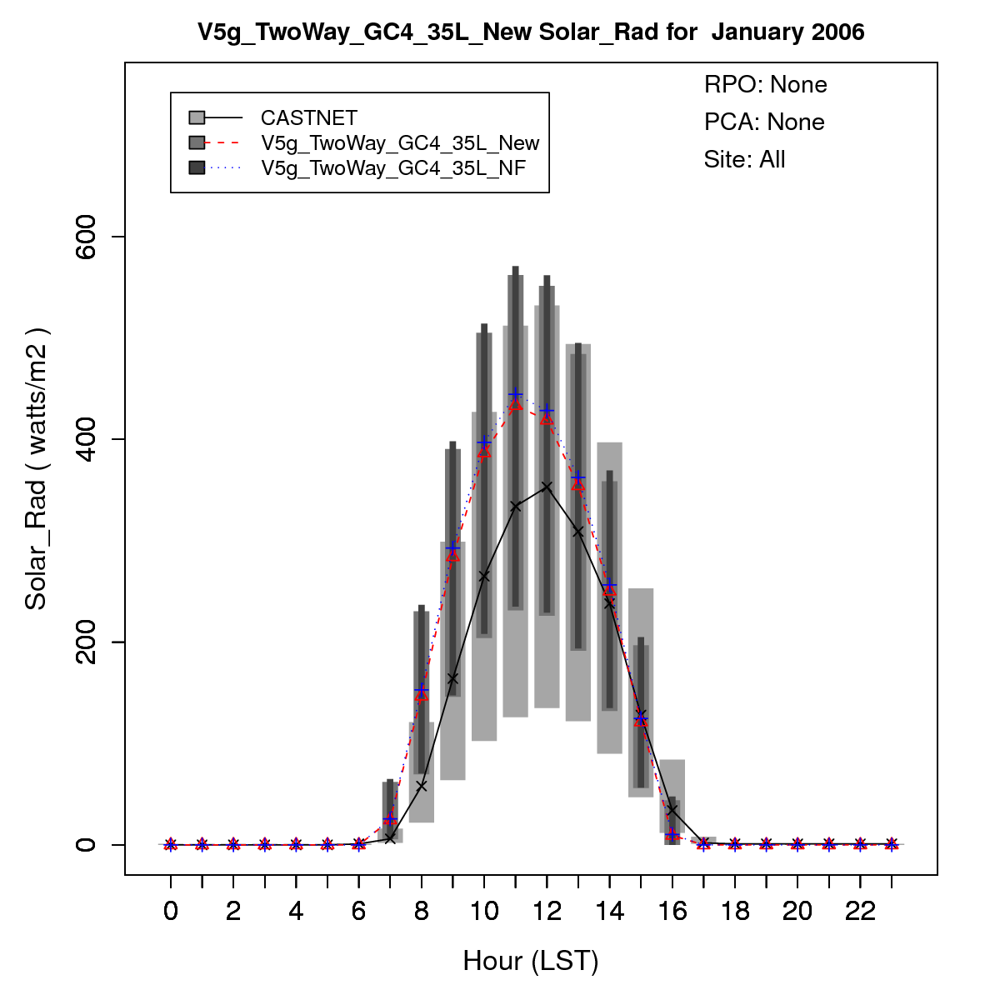 V5g_TwoWay_GC4_35L_New Solar_Rad for  January 2006
RPO: None
PCA: None
Site: All
CASTNET
V5g_TwoWay_GC4_35L_New
V5g_TwoWay_GC4_35L_NF
Solar_Rad ( watts/m2 )
600
400
200
0
0 2 4 6 8 10 12 14 16 18 20 22
Hour (LST)